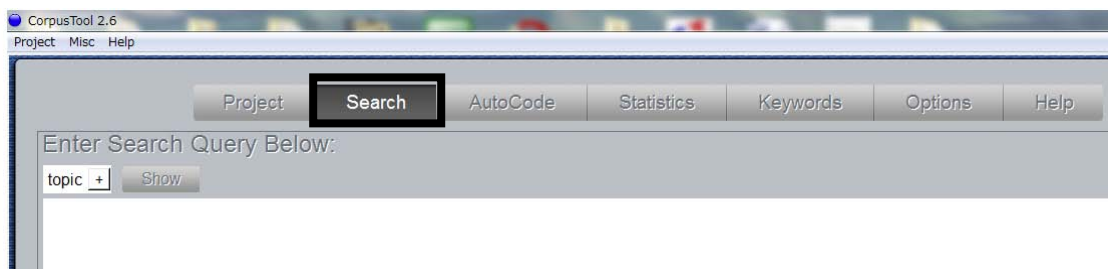 CorpusTool 2.6
Project Misc Help
Project Search AutoCode Statistics Keywords Options Help
Enter Search Query Below:
topic + Show